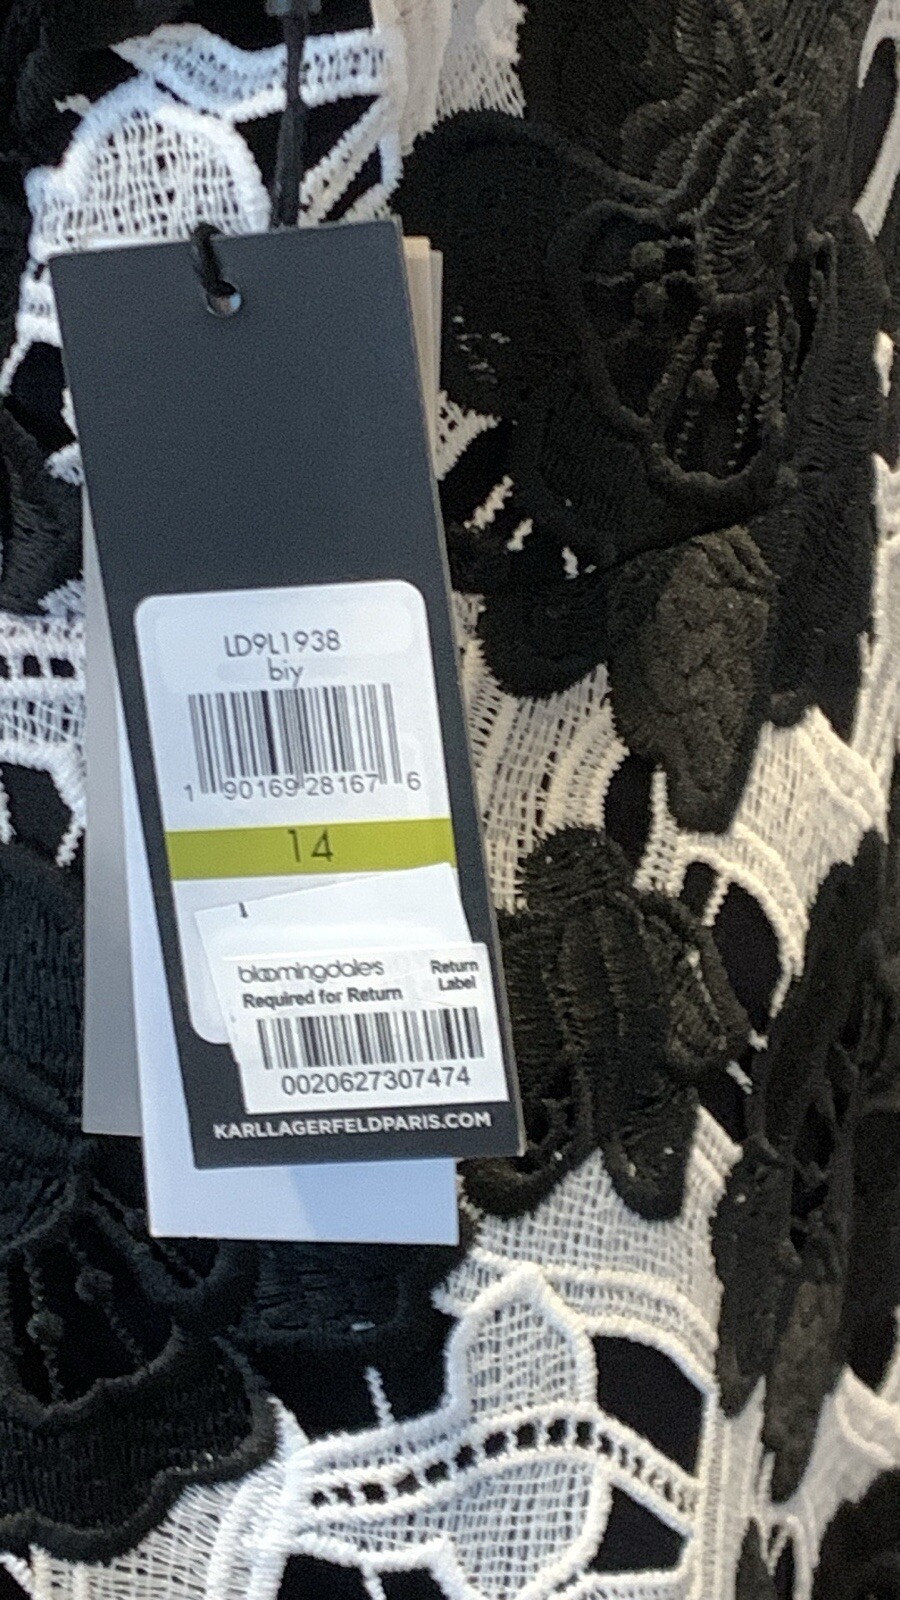 LD9L1938
biy
1 90169 28167 6
14
bloomingdale's Return
Required for Return Label
0020627307474
KARLLAGERFELDPARIS.COM